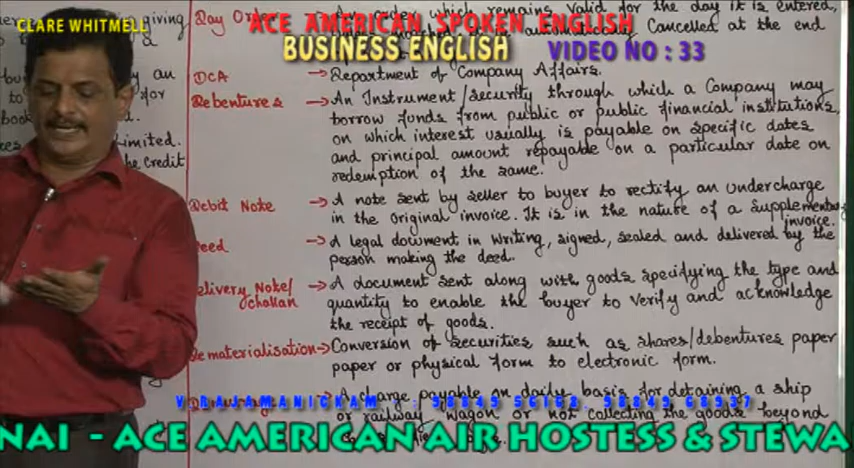 CLARE WHITMELL
ACE AMERICAN SPOKEN ENGLISH
BUSINESS ENGLISH
VIDEO NO : 33
giving
Day Order → An order which remains valid for the day it is entered,
Cancelled at the end
DCA → Department of Company Affairs.
Debentures → An Instrument/security through which a Company may
borrow funds from public or public financial institutions,
on which interest usually is payable on specific dates
and principal amount repayable on a particular date on
redemption of the same.
Debit Note → A note sent by seller to buyer to rectify an undercharge
in the original invoice. It is in the nature of a Supplementary
invoice.
eed → A legal document in writing, signed, sealed and delivered by the
person making the deed.
elivery Note/
challan → A document sent along with goods specifying the type and
quantity to enable the buyer to verify and acknowledge
the receipt of goods.
ematerialisation → Conversion of securities such as shares/debentures paper
paper or physical form to electronic form.
A charge payable on daily basis for detaining a ship
or railway wagon or not collecting the goods beyond
an
for
imited.
he Credit
V.RAJAMANICKAM
NAI - ACE AMERICAN AIR HOSTESS & STEWA